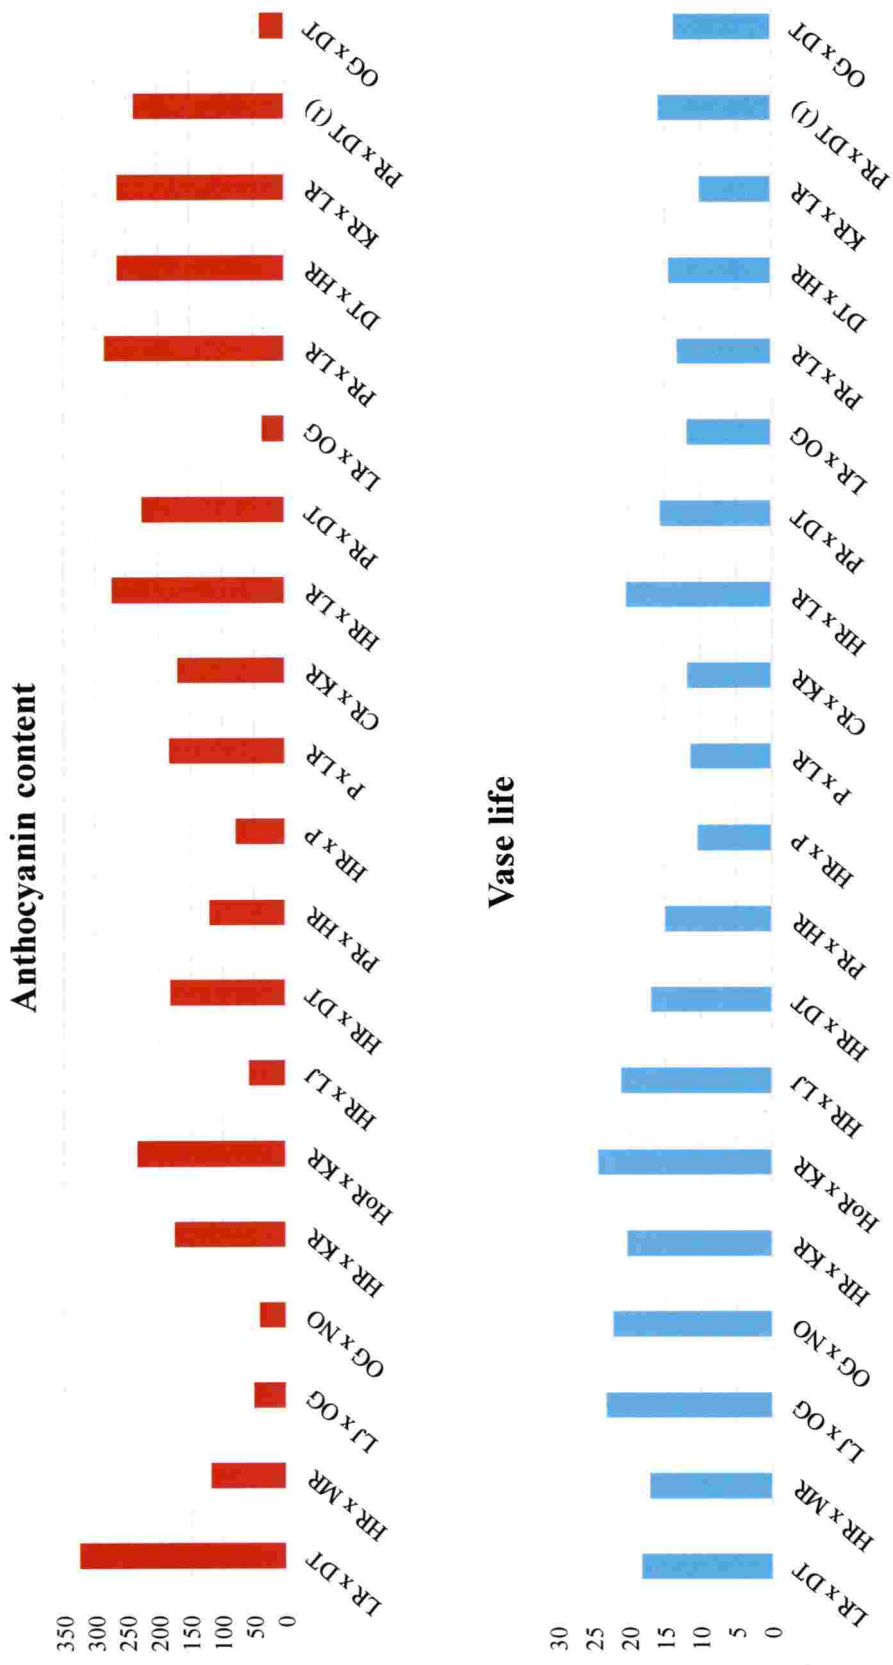 Anthocyanin content
350
300
250
200
150
100
50
0
LR x DT
HR x MR
LJ x OG
OG x NO
HR x KR
HoR x KR
HR x LJ
HR x DT
PR x HR
HR x P
P x LR
CR x KR
HR x LR
PR x DT
LR x OG
PR x LR
DT x HR
KR x LR
PR x DT (1)
OG x DT
Vase life
30
25
20
15
10
5
0
LR x DT
HR x MR
LJ x OG
OG x NO
HR x KR
HoR x KR
HR x LJ
HR x DT
PR x HR
HR x P
P x LR
CR x KR
HR x LR
PR x DT
LR x OG
PR x LR
DT x HR
KR x LR
PR x DT (1)
OG x DT